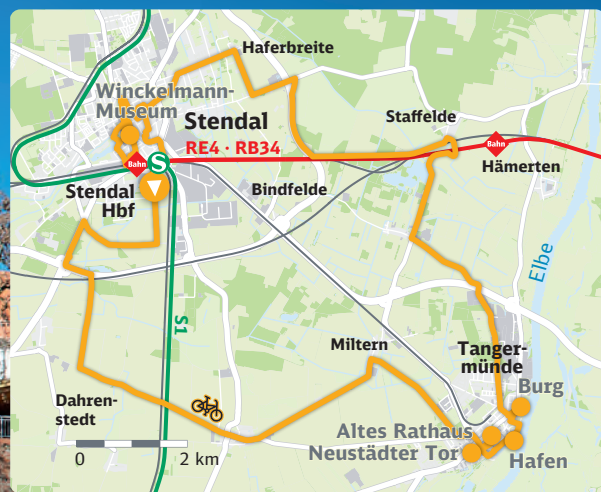 Haferbreite
Winckelmann-
Museum
Stendal
RE4 · RB34
Staffelde
Bahn
Hämerten
Bahn
S
Stendal
Hbf
Bindfelde
Elbe
S1
Miltern
Tanger-
münde
Burg
Dahren-
stedt
Altes Rathaus
Neustädter Tor
Hafen
0 2 km